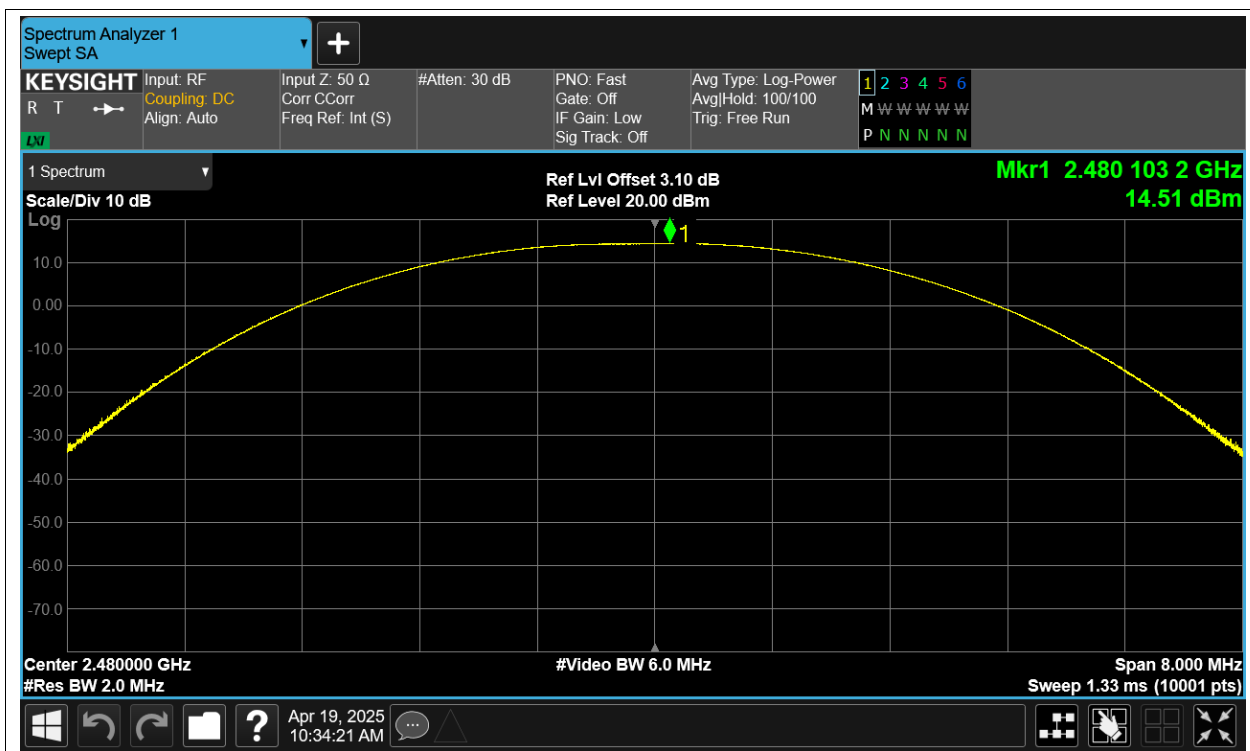 Spectrum Analyzer 1
Swept SA
KEYSIGHT
R T
LXI
Input: RF
Coupling: DC
Align: Auto
Input Z: 50 Ω
Corr CCorr
Freq Ref: Int (S)
#Atten: 30 dB
PNO: Fast
Gate: Off
IF Gain: Low
Sig Track: Off
Avg Type: Log-Power
Avg|Hold: 100/100
Trig: Free Run
1 2 3 4 5 6
M W W W W W
P N N N N N
1 Spectrum
Scale/Div 10 dB
Log
Ref Lvl Offset 3.10 dB
Ref Level 20.00 dBm
Mkr1 2.480 103 2 GHz
14.51 dBm
1
10.0
0.00
-10.0
-20.0
-30.0
-40.0
-50.0
-60.0
-70.0
Center 2.480000 GHz
#Res BW 2.0 MHz
#Video BW 6.0 MHz
Span 8.000 MHz
Sweep 1.33 ms (10001 pts)
?
Apr 19, 2025
10:34:21 AM